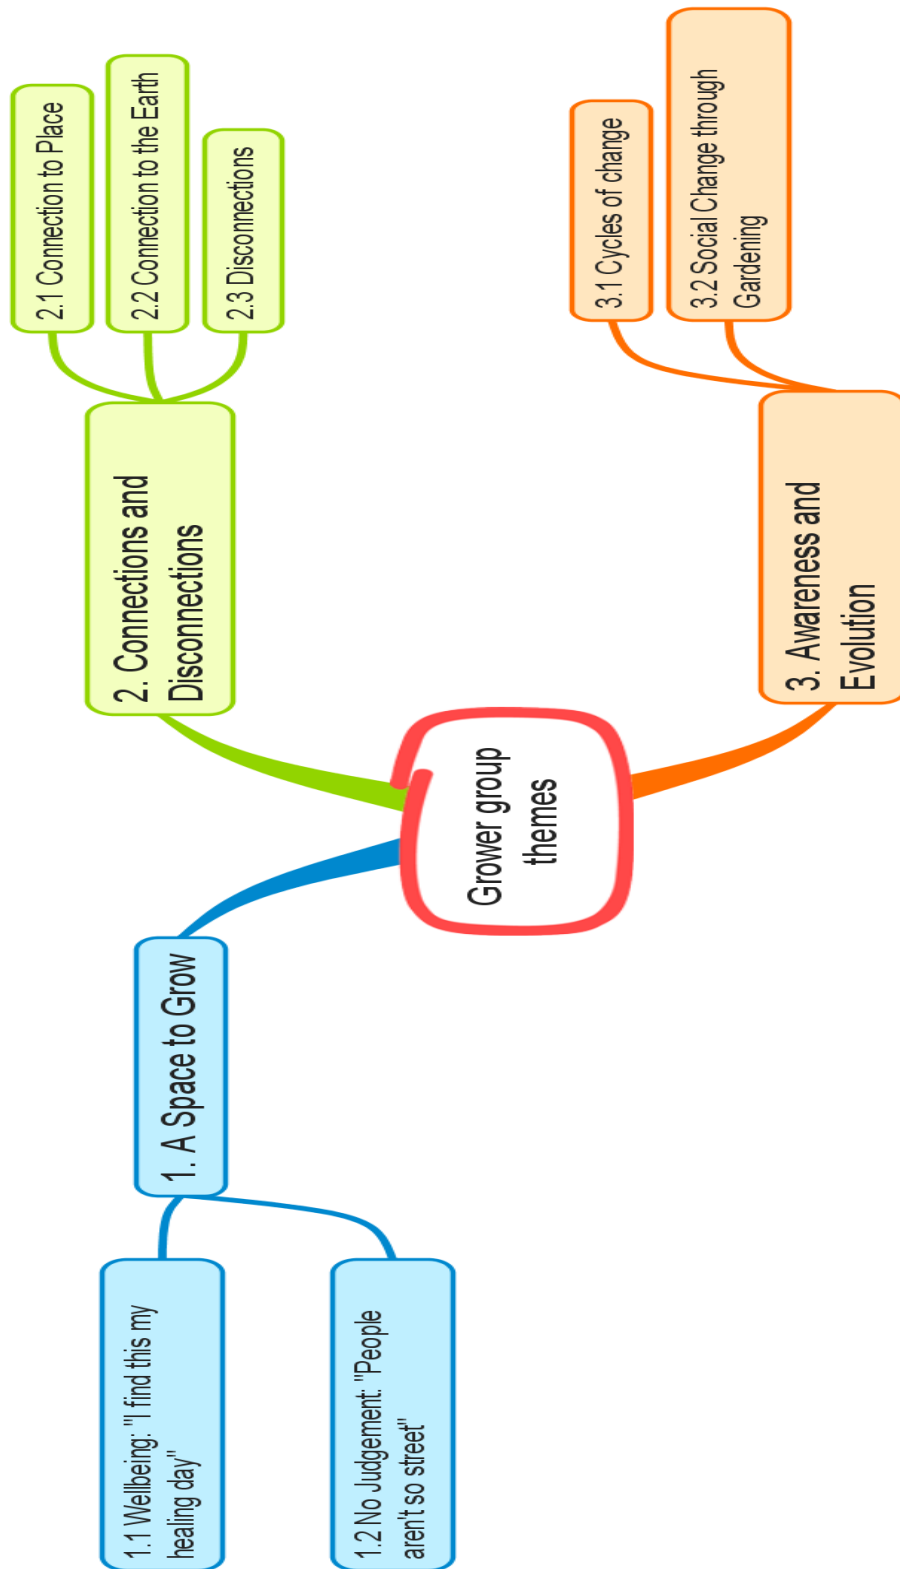 Grower group
themes
1. A Space to Grow
1.1 Wellbeing: "I find this my
healing day"
1.2 No Judgement: "People
aren't so street"
2. Connections and
Disconnections
2.1 Connection to Place
2.2 Connection to the Earth
2.3 Disconnections
3. Awareness and
Evolution
3.1 Cycles of change
3.2 Social Change through
Gardening